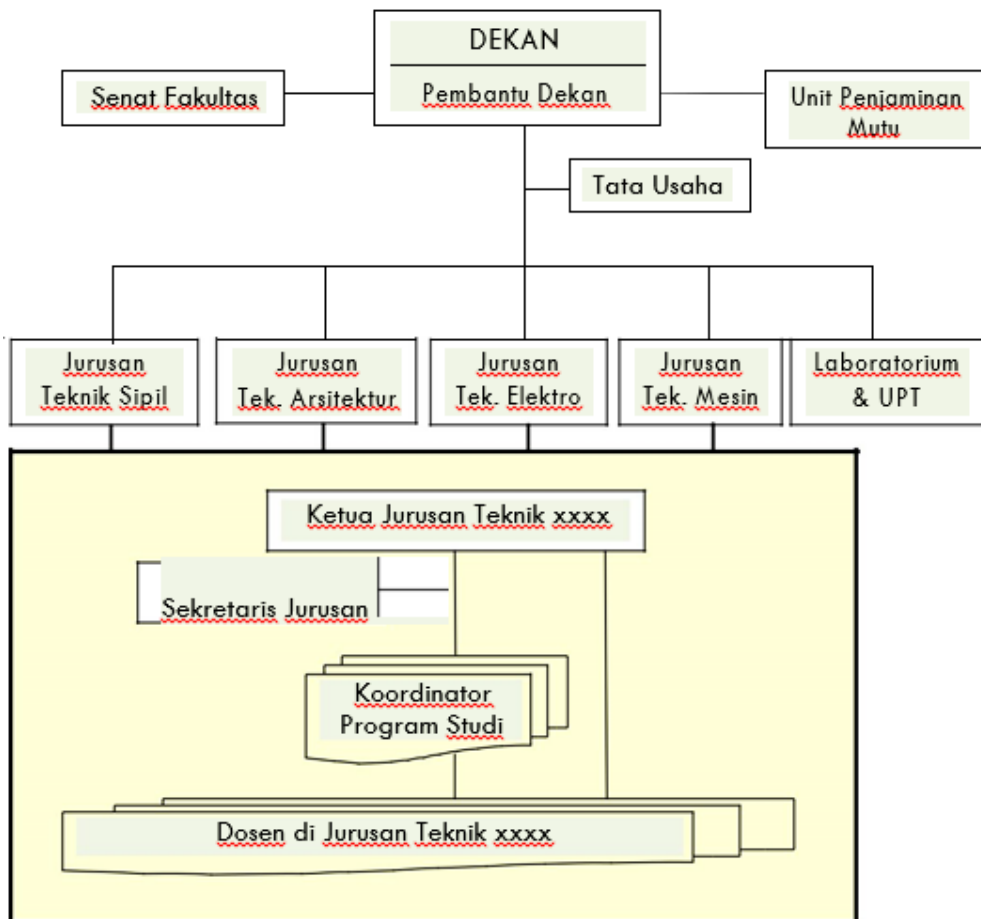 DEKAN
Pembantu Dekan
Senat Fakultas
Unit Penjaminan
Mutu
Tata Usaha
Jurusan
Teknik Sipil
Jurusan
Tek. Arsitektur
Jurusan
Tek. Elektro
Jurusan
Tek. Mesin
Laboratorium
& UPT
Ketua Jurusan Teknik xxxx
Sekretaris Jurusan
Koordinator
Program Studi
Dosen di Jurusan Teknik xxxx